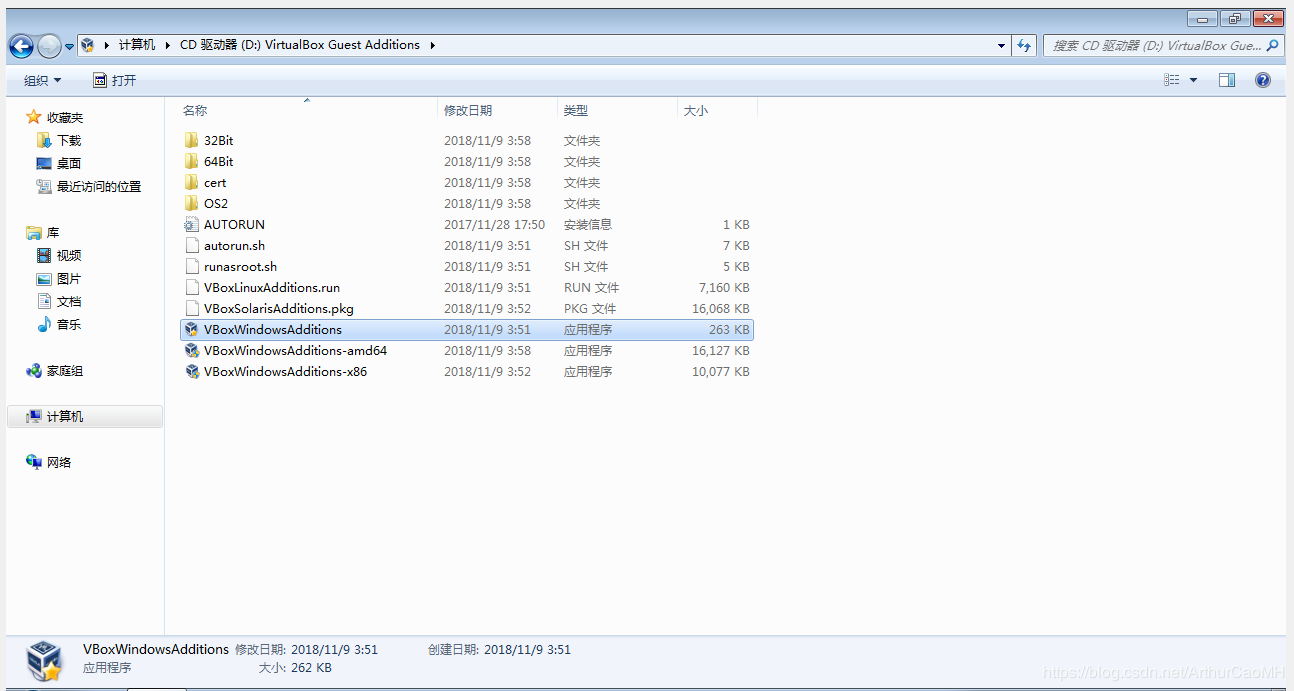 计算机 CD 驱动器 (D:) VirtualBox Guest Additions
搜索 CD 驱动器 (D:) VirtualBox Gue...
组织 打开
收藏夹
下载
桌面
最近访问的位置
库
视频
图片
文档
音乐
家庭组
计算机
网络
名称 修改日期 类型 大小
32Bit 2018/11/9 3:58 文件夹
64Bit 2018/11/9 3:58 文件夹
cert 2018/11/9 3:58 文件夹
OS2 2018/11/9 3:58 文件夹
AUTORUN 2017/11/28 17:50 安装信息 1 KB
autorun.sh 2018/11/9 3:51 SH 文件 7 KB
runasroot.sh 2018/11/9 3:51 SH 文件 5 KB
VBoxLinuxAdditions.run 2018/11/9 3:51 RUN 文件 7,160 KB
VBoxSolarisAdditions.pkg 2018/11/9 3:52 PKG 文件 16,068 KB
VBoxWindowsAdditions 2018/11/9 3:51 应用程序 263 KB
VBoxWindowsAdditions-amd64 2018/11/9 3:58 应用程序 16,127 KB
VBoxWindowsAdditions-x86 2018/11/9 3:52 应用程序 10,077 KB
VBoxWindowsAdditions 修改日期: 2018/11/9 3:51 创建日期: 2018/11/9 3:51
应用程序 大小: 262 KB
https://blog.csdn.net/ArthurCaoMH